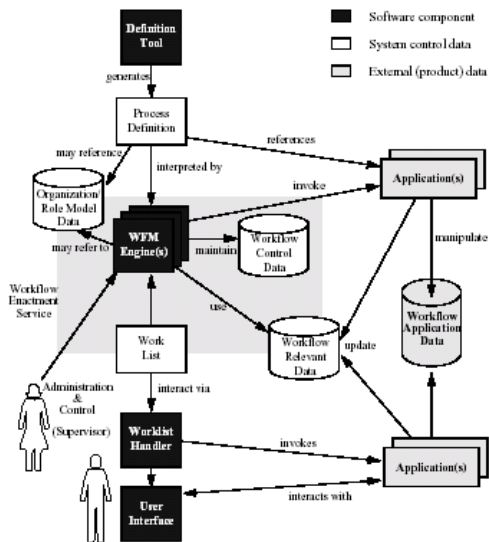 Definition
Tool
Software component
System control data
External (product) data
generates
Process
Definition
references
may reference
interpreted by
Organization/
Role Model
Data
invoke
Application(s)
WFM
Engine(s)
may refer to
maintain
Workflow
Control
Data
manipulate
Workflow
Enactment
Service
use
Workflow
Application
Data
Work
List
Workflow
Relevant
Data
update
interact via
Administration
&
Control
(Supervisor)
Worklist
Handler
invokes
Application(s)
interacts with
User
Interface